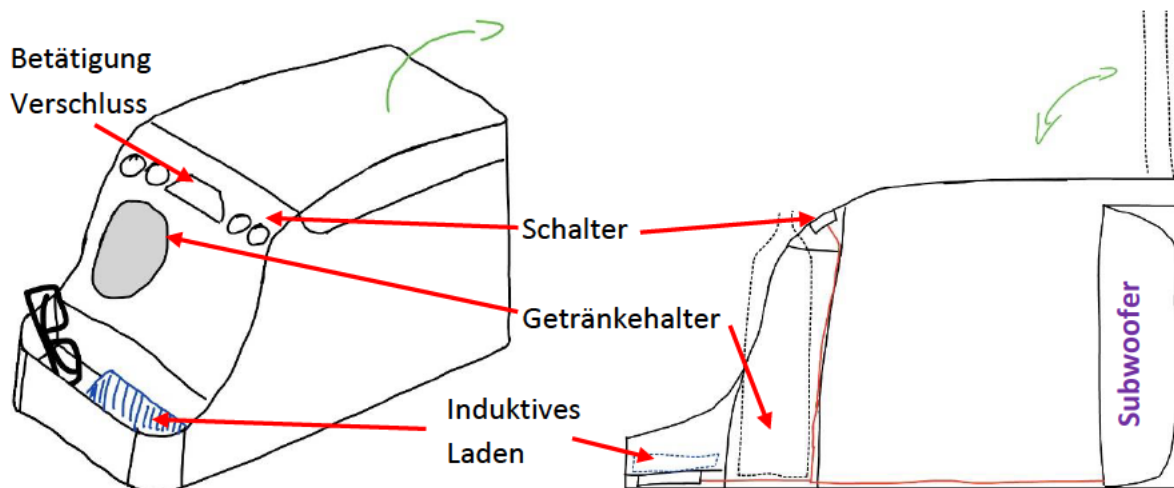 Betätigung
Verschluss
Schalter
Getränkehalter
Induktives
Laden
Subwoofer